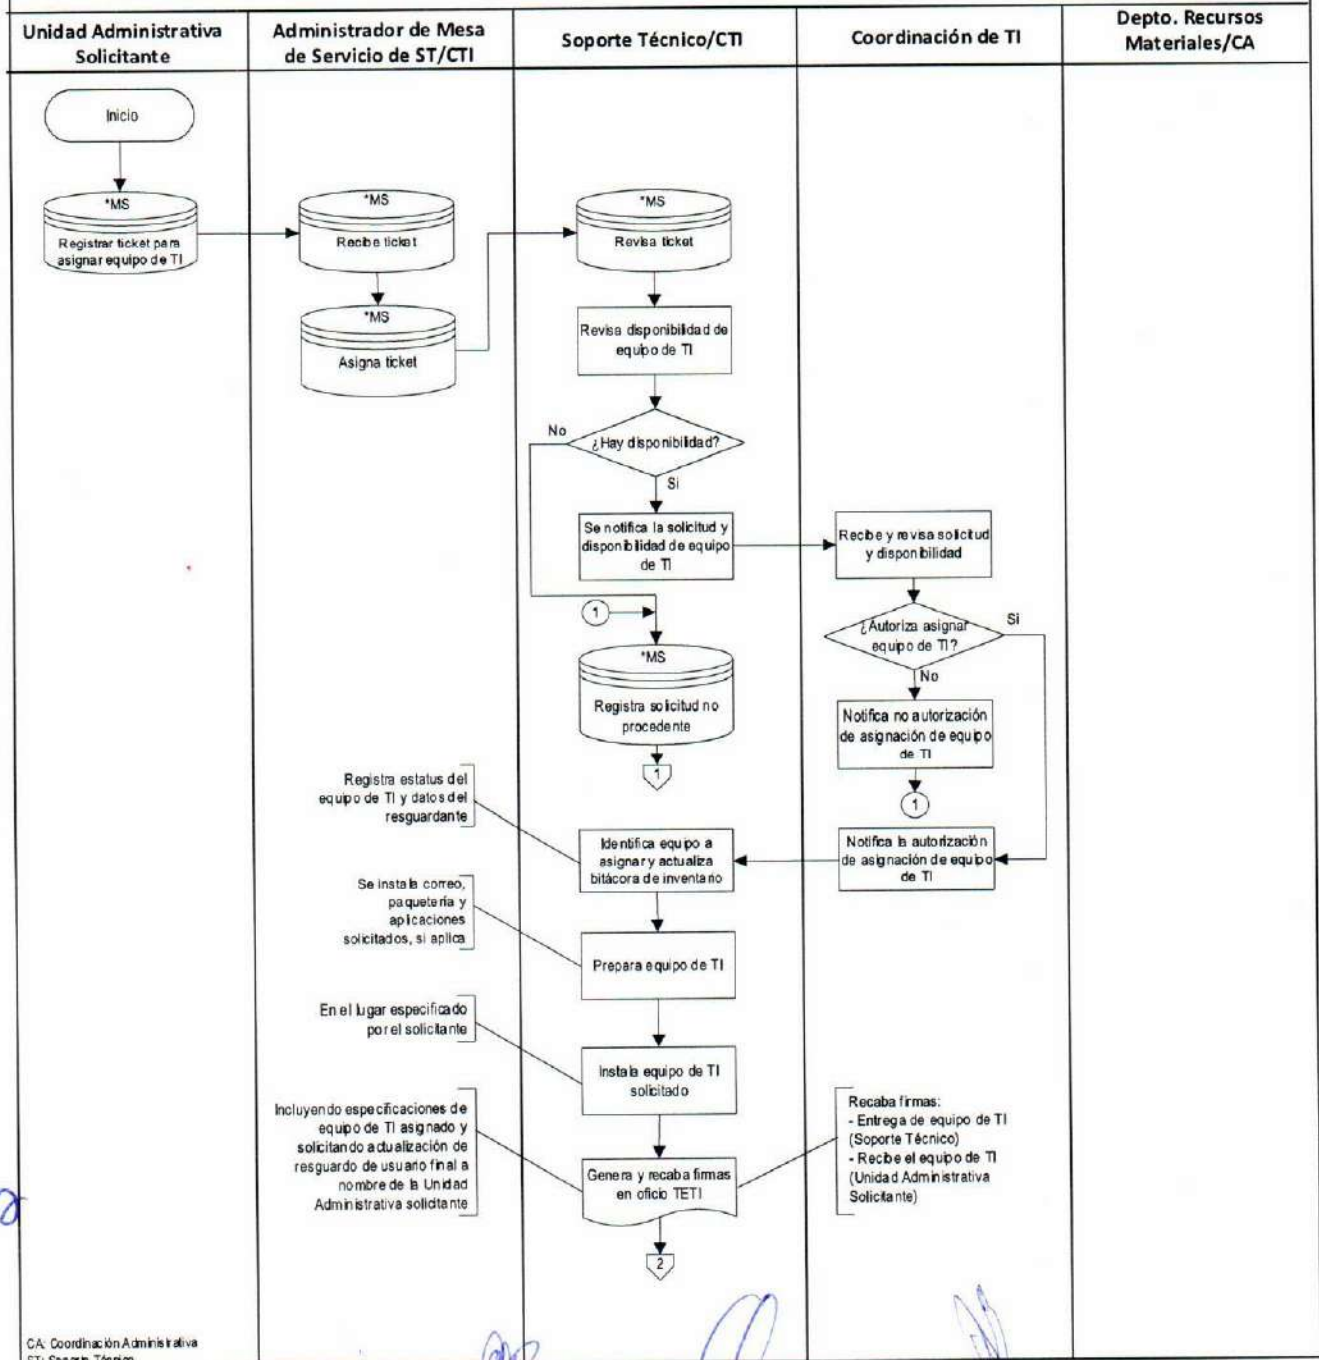 Unidad Administrativa
Solicitante
Administrador de Mesa
de Servicio de ST/CTI
Soporte Técnico/CTI
Coordinación de TI
Depto. Recursos
Materiales/CA
Inicio
*MS
Registrar ticket para
asignar equipo de TI
*MS
Recibe ticket
*MS
Asigna ticket
*MS
Revisa ticket
Revisa disponibilidad de
equipo de TI
¿Hay disponibilidad?
No
Si
Se notifica la solicitud y
disponibilidad de equipo
de TI
Recibe y revisa solicitud
y disponibilidad
¿Autoriza asignar
equipo de TI?
Si
No
1
*MS
Registra solicitud no
procedente
1
Notifica no autorización
de asignación de equipo
de TI
1
Notifica la autorización
de asignación de equipo
de TI
Registra estatus del
equipo de TI y datos del
resguardante
Identifica equipo a
asignar y actualiza
bitácora de inventario
Se instala correo,
paquetería y
aplicaciones
solicitados, si aplica
Prepara equipo de TI
En el lugar especificado
por el solicitante
Instala equipo de TI
solicitado
Incluyendo especificaciones de
equipo de TI asignado y
solicitando actualización de
resguardo de usuario final a
nombre de la Unidad
Administrativa solicitante
Genera y recaba firmas
en oficio TETI
Recaba firmas:
- Entrega de equipo de TI
(Soporte Técnico)
- Recibe el equipo de TI
(Unidad Administrativa
Solicitante)
2
CA: Coordinación Administrativa
ST: Soporte Técnico